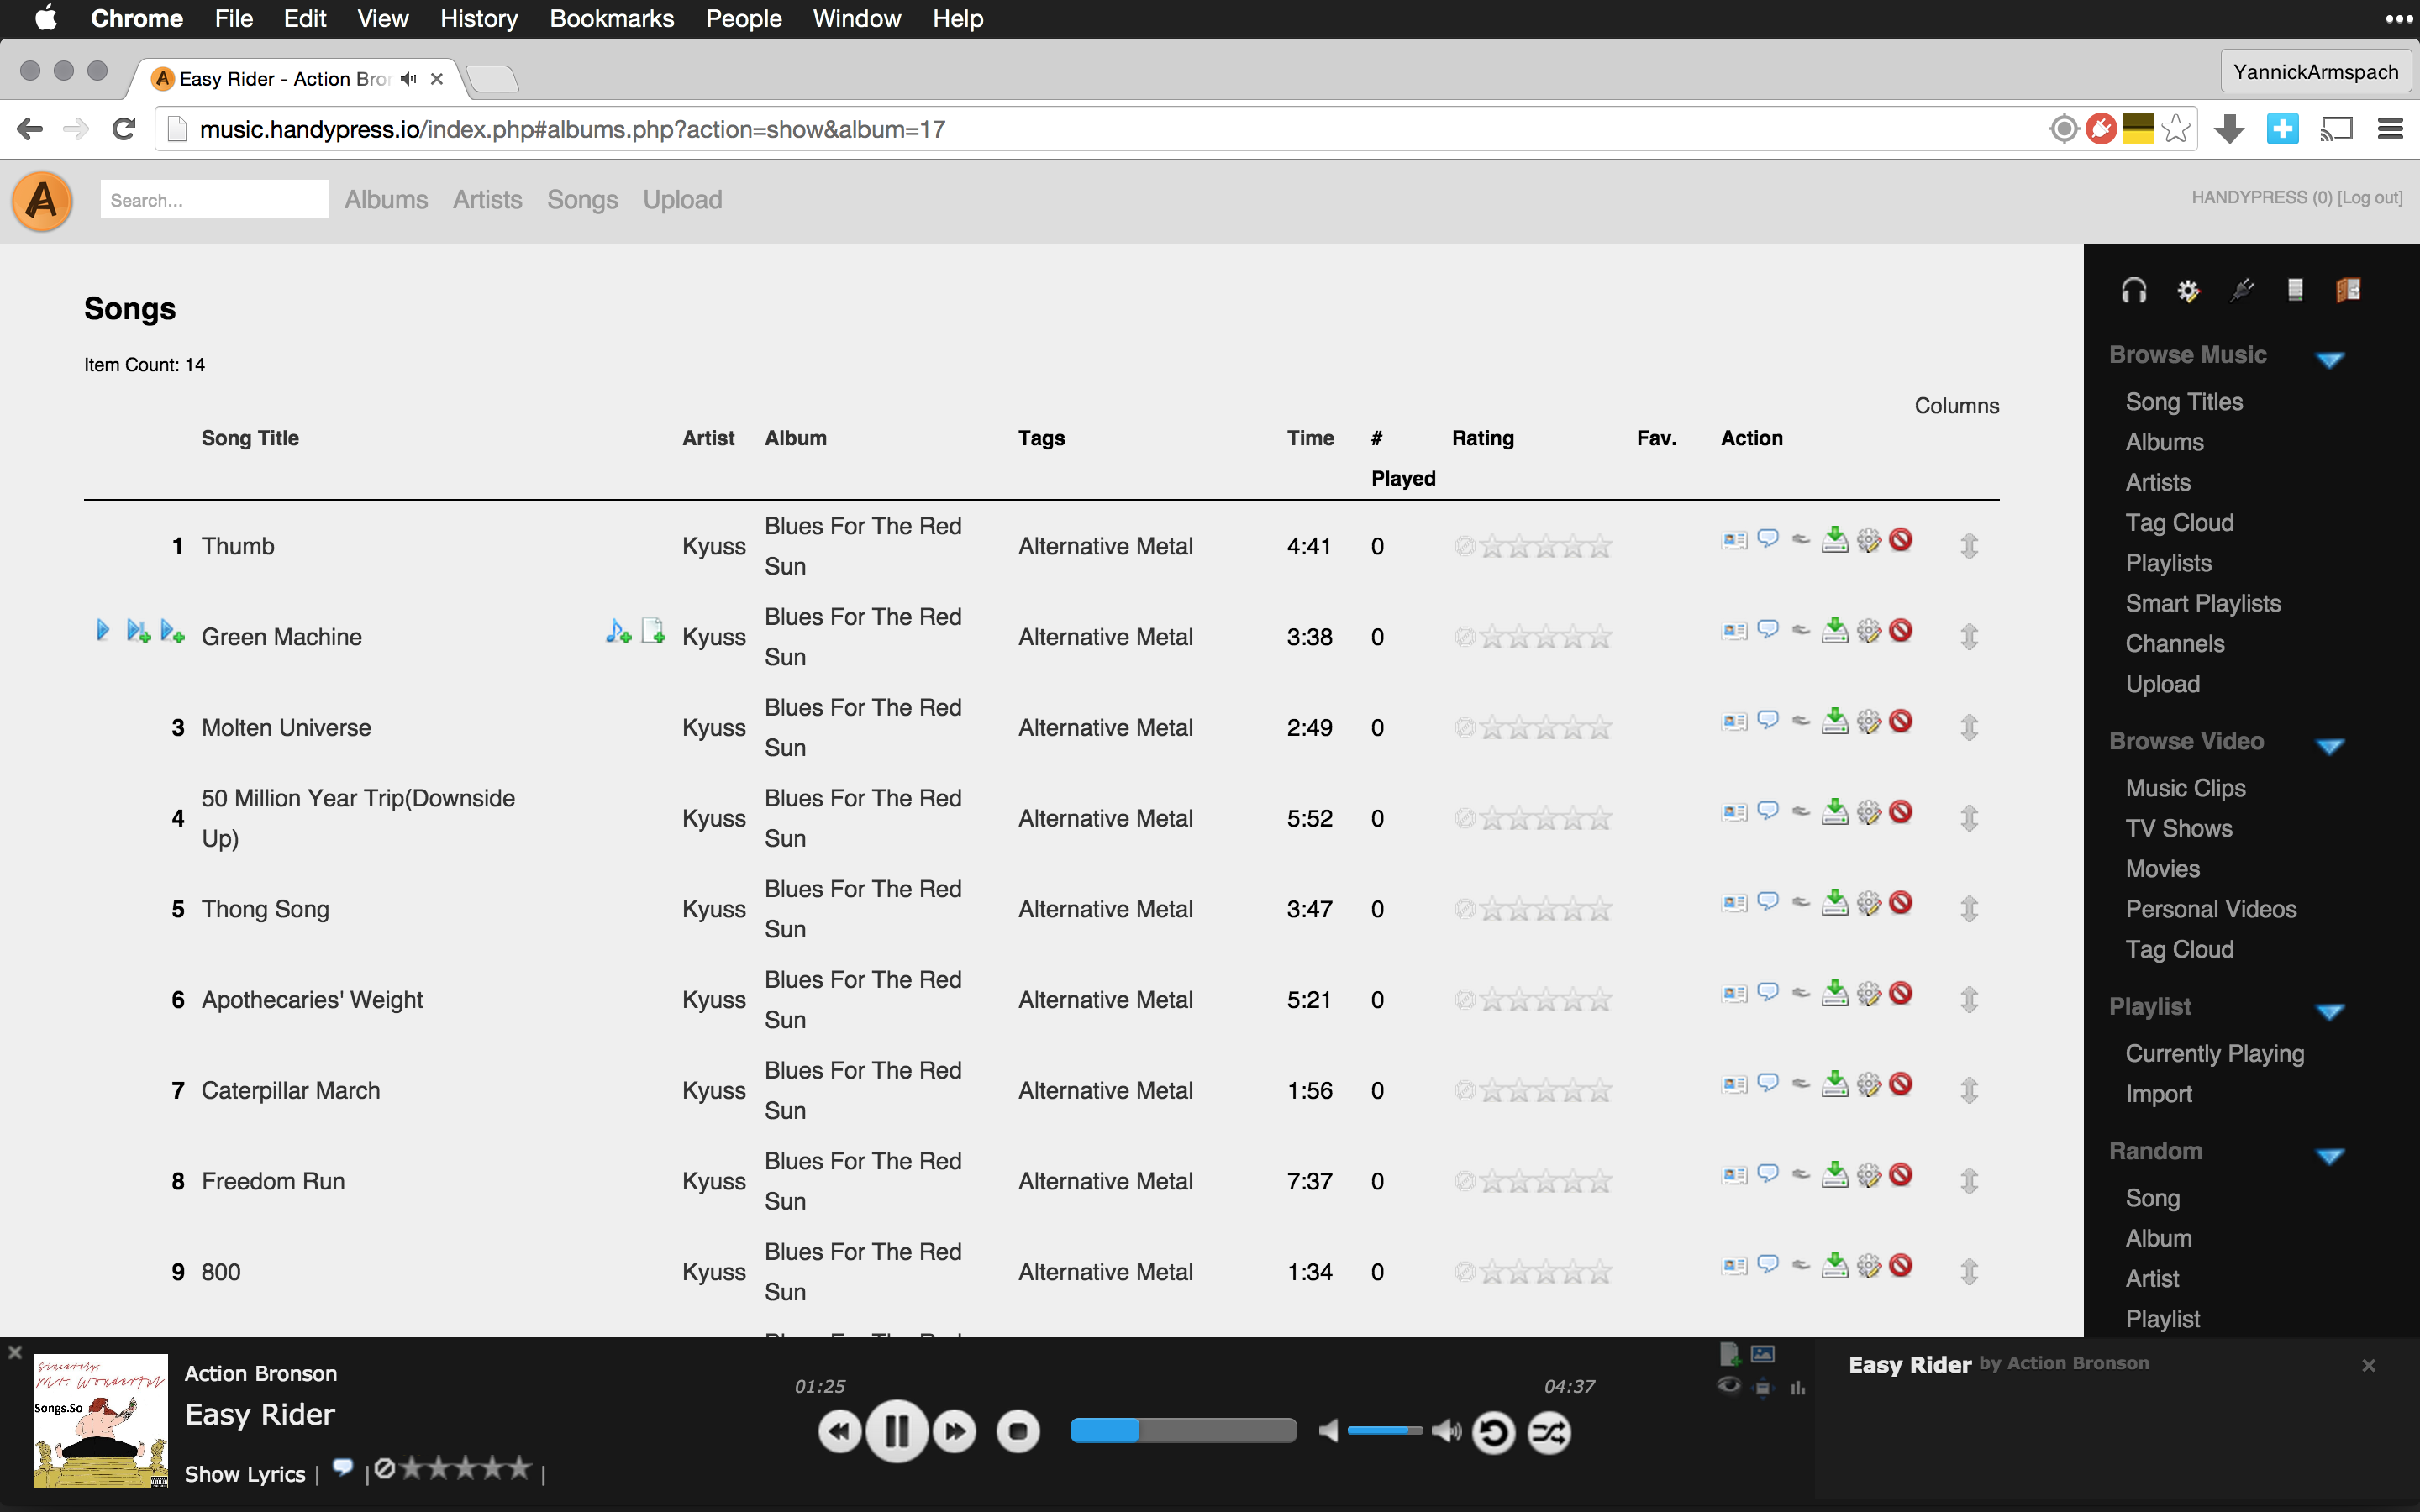 Chrome File Edit View History Bookmarks People Window Help
Easy Rider - Action Bro
YannickArmspach
music.handypress.io/index.php#albums.php?action=show&album=17
Search... Albums Artists Songs Upload
HANDYPRESS (0) [Log out]
Songs
Item Count: 14
Columns
Song Title Artist Album Tags Time # Played Rating Fav. Action
1 Thumb Kyuss Blues For The Red Sun Alternative Metal 4:41 0
Green Machine Kyuss Blues For The Red Sun Alternative Metal 3:38 0
3 Molten Universe Kyuss Blues For The Red Sun Alternative Metal 2:49 0
4 50 Million Year Trip(Downside Up) Kyuss Blues For The Red Sun Alternative Metal 5:52 0
5 Thong Song Kyuss Blues For The Red Sun Alternative Metal 3:47 0
6 Apothecaries' Weight Kyuss Blues For The Red Sun Alternative Metal 5:21 0
7 Caterpillar March Kyuss Blues For The Red Sun Alternative Metal 1:56 0
8 Freedom Run Kyuss Blues For The Red Sun Alternative Metal 7:37 0
9 800 Kyuss Blues For The Red Sun Alternative Metal 1:34 0
Browse Music
Song Titles
Albums
Artists
Tag Cloud
Playlists
Smart Playlists
Channels
Upload
Browse Video
Music Clips
TV Shows
Movies
Personal Videos
Tag Cloud
Playlist
Currently Playing
Import
Random
Song
Album
Artist
Playlist
Sincerely,
Mr. Wonderful
Songs.So
Action Bronson
Easy Rider
Show Lyrics | | |
01:25
04:37
Easy Rider by Action Bronson